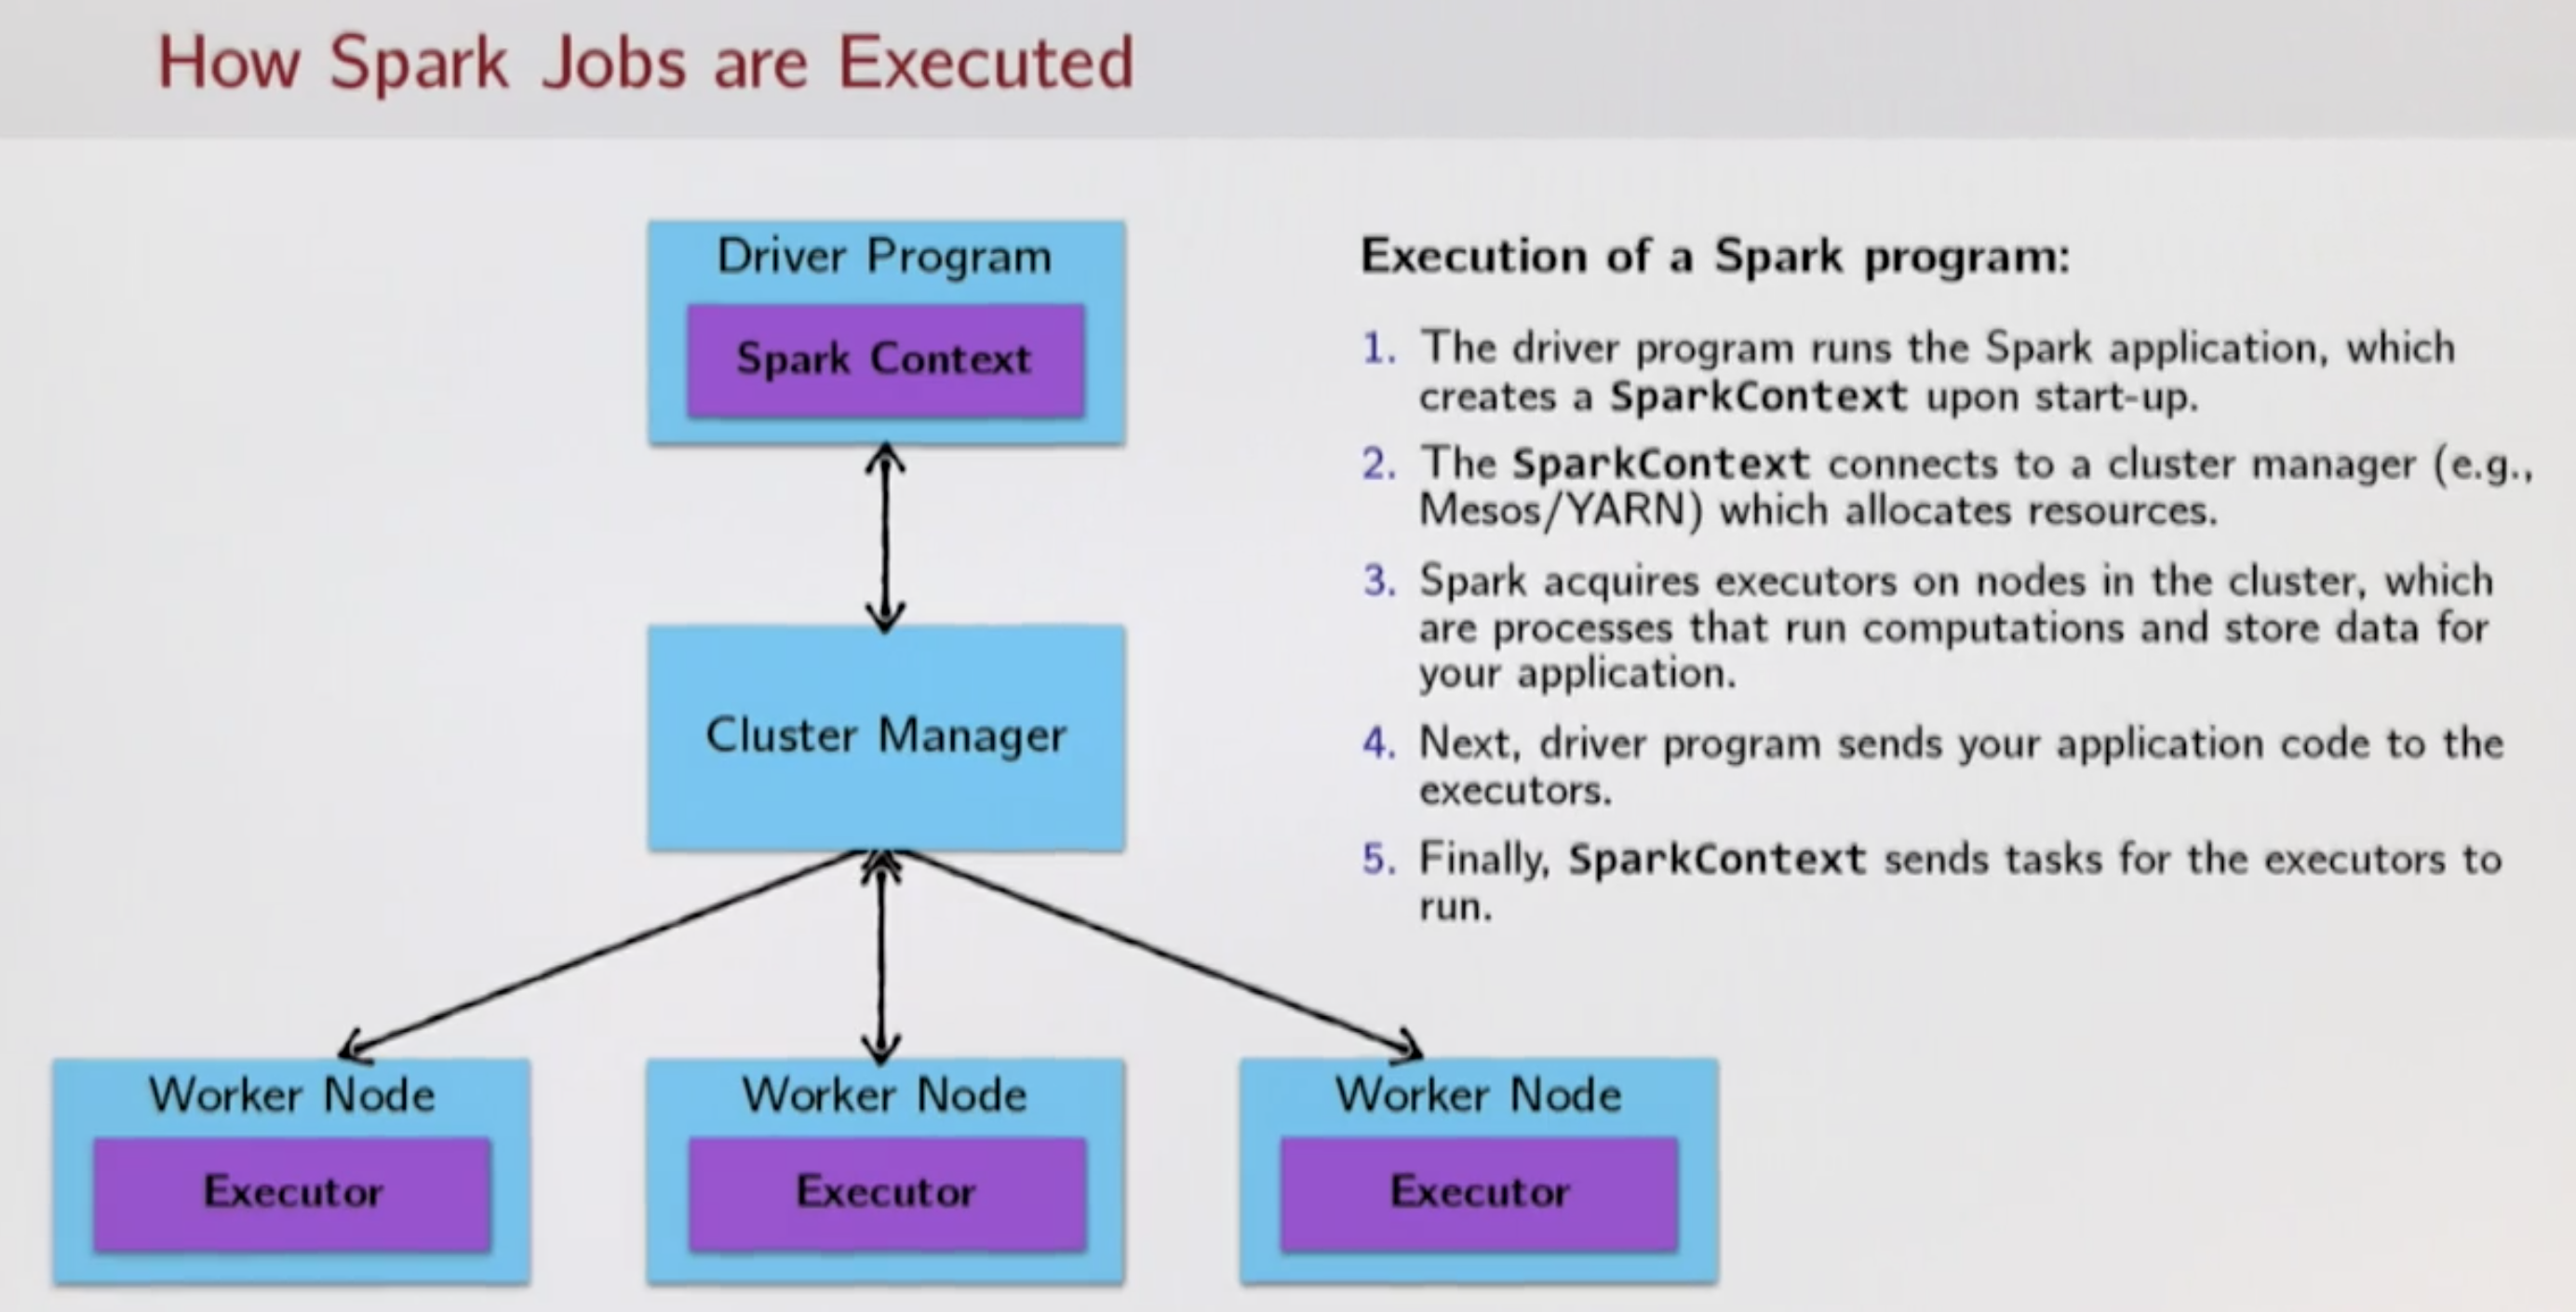 How Spark Jobs are Executed
Driver Program
Spark Context
Cluster Manager
Worker Node
Executor
Worker Node
Executor
Worker Node
Executor
Execution of a Spark program:
1. The driver program runs the Spark application, which
creates a SparkContext upon start-up.
2. The SparkContext connects to a cluster manager (e.g.,
Mesos/YARN) which allocates resources.
3. Spark acquires executors on nodes in the cluster, which
are processes that run computations and store data for
your application.
4. Next, driver program sends your application code to the
executors.
5. Finally, SparkContext sends tasks for the executors to
run.